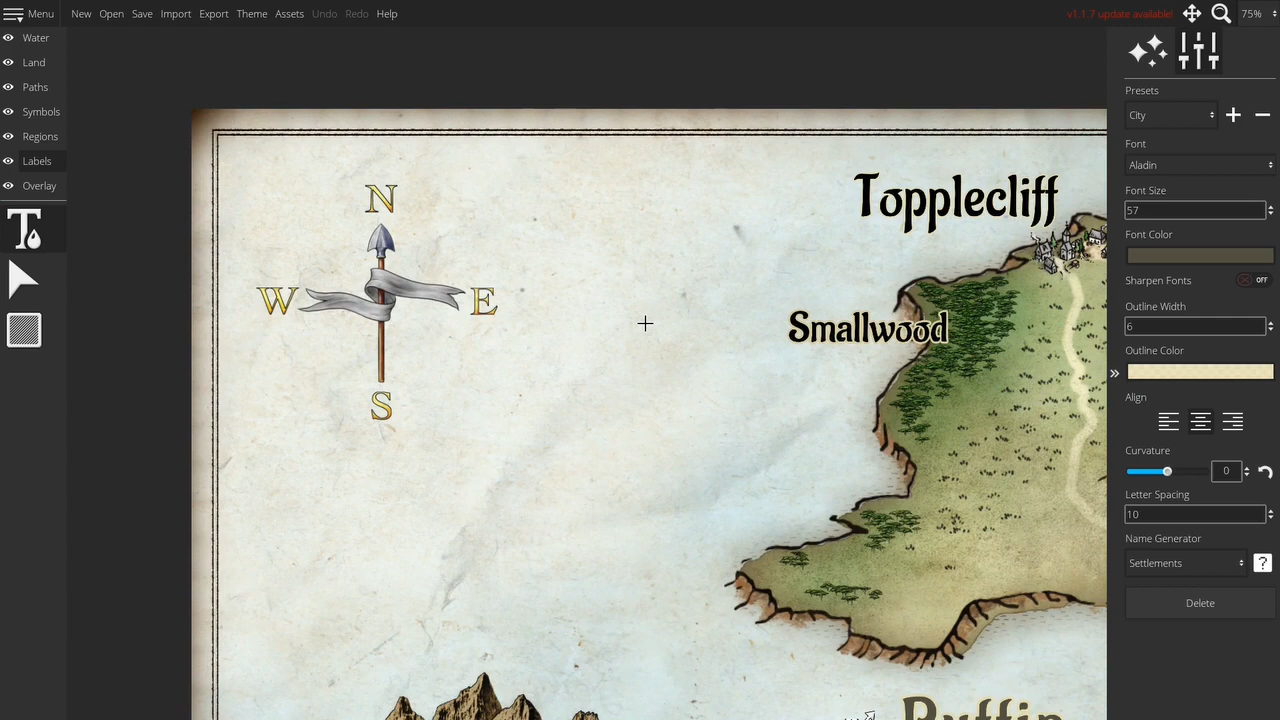 Menu New Open Save Import Export Theme Assets Undo Redo Help v1.1.7 update available! 75%
Water
Land
Paths
Symbols
Regions
Labels
Overlay
N
W E
S
Topplecliff
Smallwood
Puffin
Presets
City
Font
Aladin
Font Size
57
Font Color
Sharpen Fonts OFF
Outline Width
6
Outline Color
Align
Curvature
0
Letter Spacing
10
Name Generator
Settlements ?
Delete